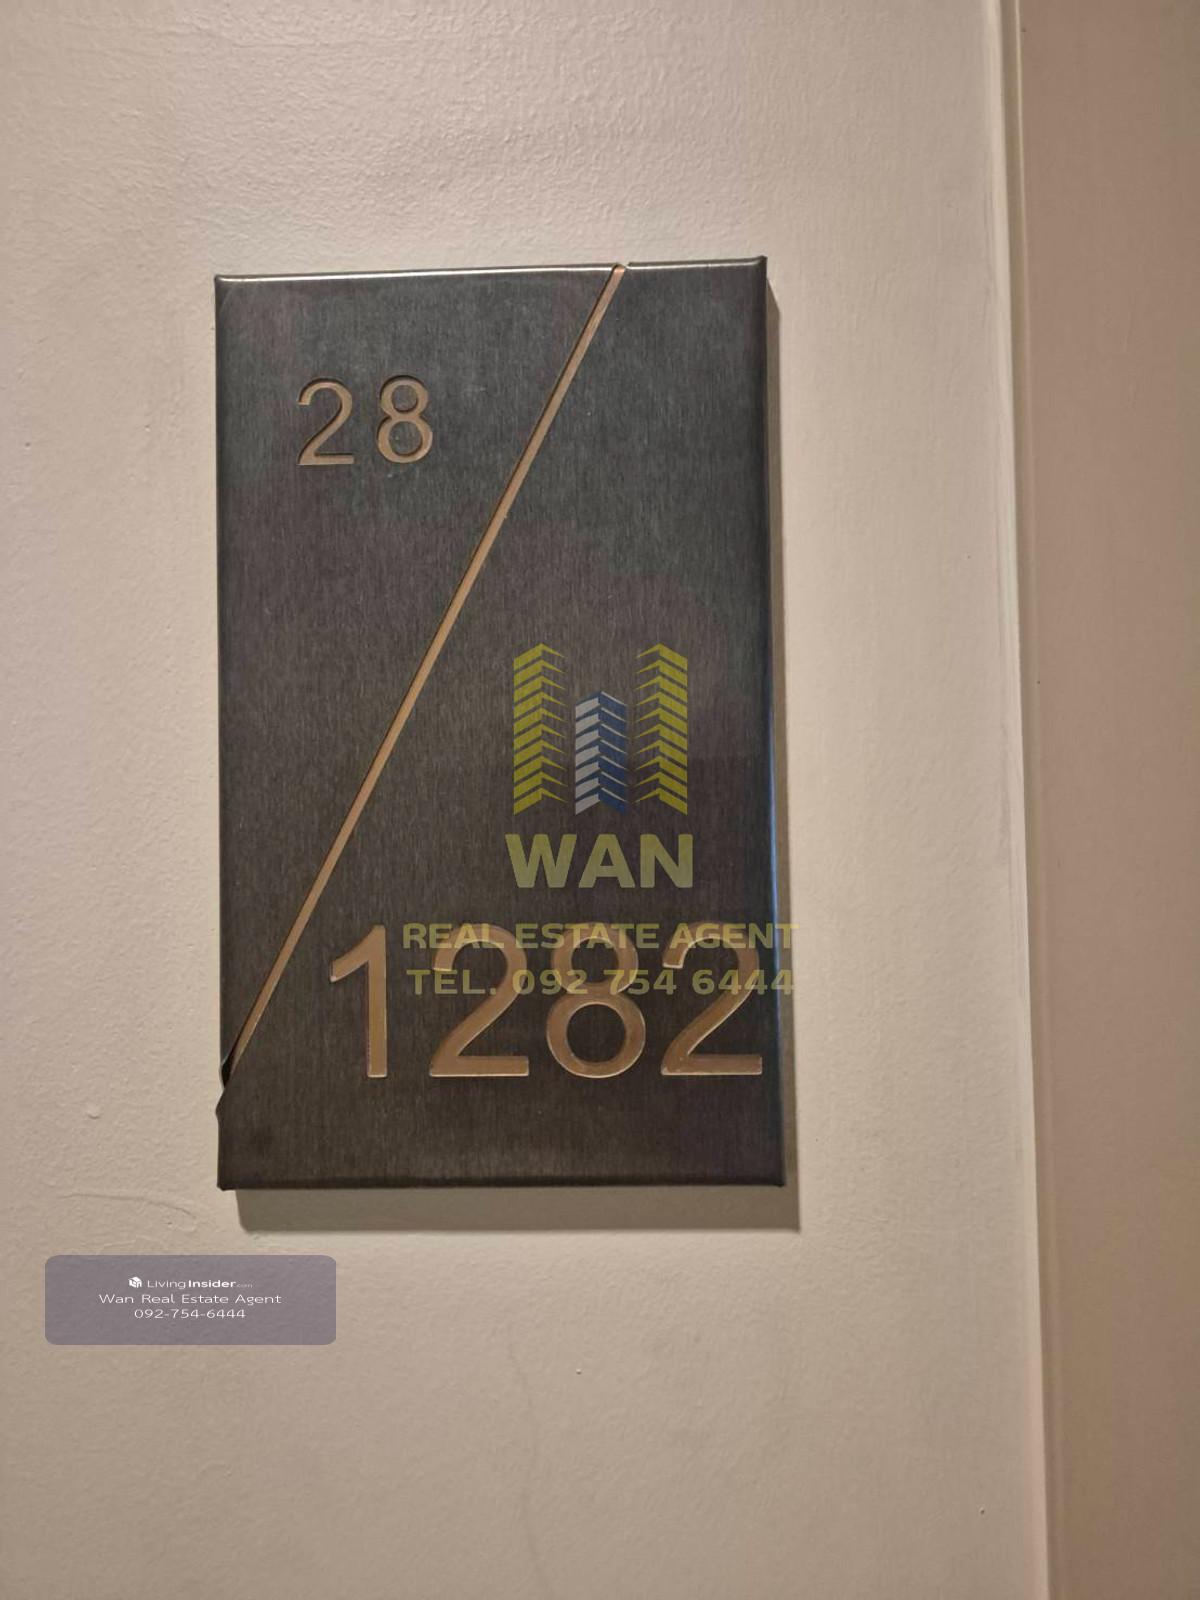 28
WAN
REAL ESTATE AGENT
TEL. 092 754 6444
1282
LivingInsider.com
Wan Real Estate Agent
092-754-6444